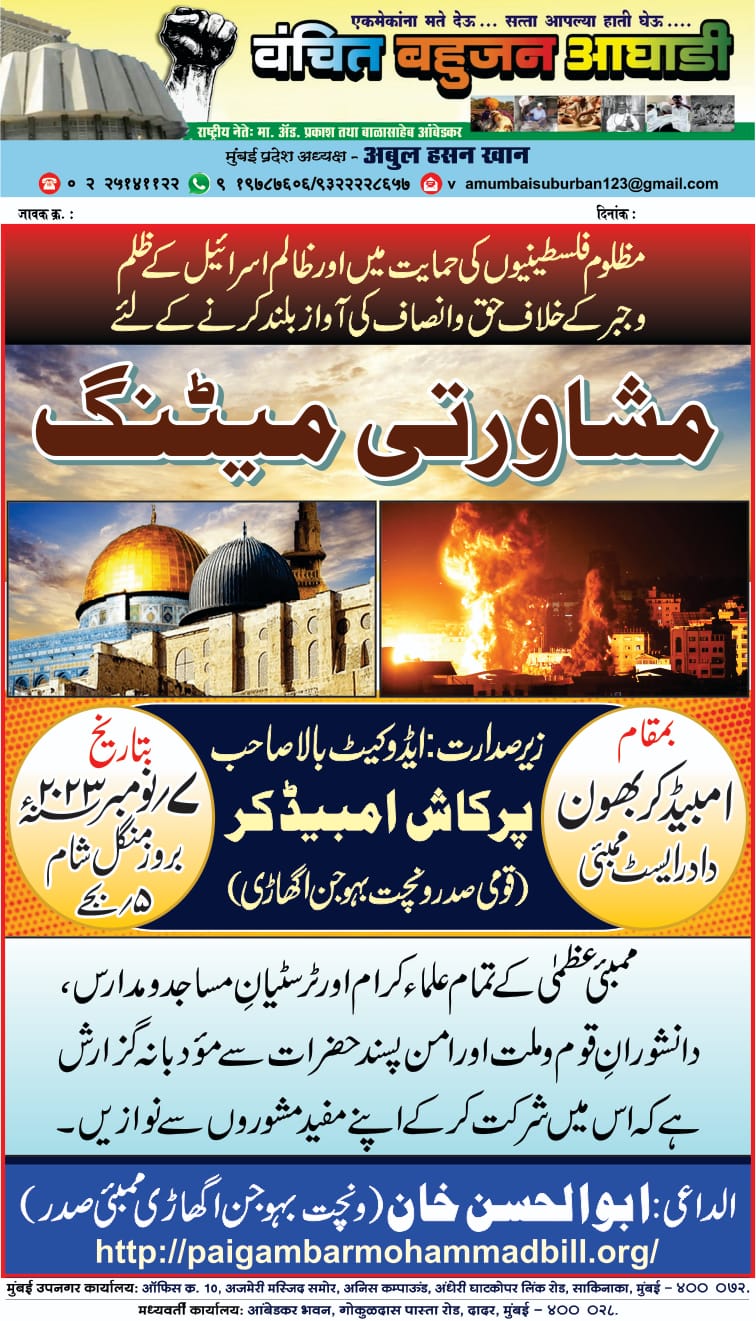 एकमेकांना मते देऊ ... सत्ता आपल्या हाती घेऊ ....
वंचित बहुजन आघाडी
राष्ट्रीय नेतेः मा. ॲड. प्रकाश तथा बाळासाहेब आंबेडकर
मुंबई प्रदेश अध्यक्ष - अबुल हसन खान
० २ २५१४११२२ ९ १९७८७६०६/९३२२२२८६५७ v amumbaisuburban123@gmail.com
जावक क्र. : दिनांक :
مظلوم فلسطینیوں کی حمایت میں اور ظالم اسرائیل کے ظلم
و جبر کے خلاف حق و انصاف کی آواز بلند کرنے کے لئے
مشاورتی میٹنگ
بمقام
امبیڈکر بھون
دادر ایسٹ ممبئی
زیر صدارت: ایڈوکیٹ بالا صاحب
پرکاش امبیڈکر
(قومی صدر ونچت بہوجن اگھاڑی)
بتاریخ
۷/نومبر ۲۰۲۳؁ء
بروز منگل شام
۵/بجے
ممبئی عظمیٰ کے تمام علماء کرام اور ٹرسٹیانِ مساجد و مدارس،
دانشورانِ قوم و ملت اور امن پسند حضرات سے مؤدبانہ گزارش
ہے کہ اس میں شرکت کر کے اپنے مفید مشوروں سے نوازیں۔
الداعی: ابوالحسن خان (ونچت بہوجن اگھاڑی ممبئی صدر)
http://paigambarmohammadbill.org/
मुंबई उपनगर कार्यालय: ऑफिस क्र. 10, अजमेरी मस्जिद समोर, अनिस कम्पाऊंड, अंधेरी घाटकोपर लिंक रोड, साकिनाका, मुंबई – ४०० ०७२.
मध्यवर्ती कार्यालय: आंबेडकर भवन, गोकुळदास पास्ता रोड, दादर, मुंबई – ४०० ०२८.